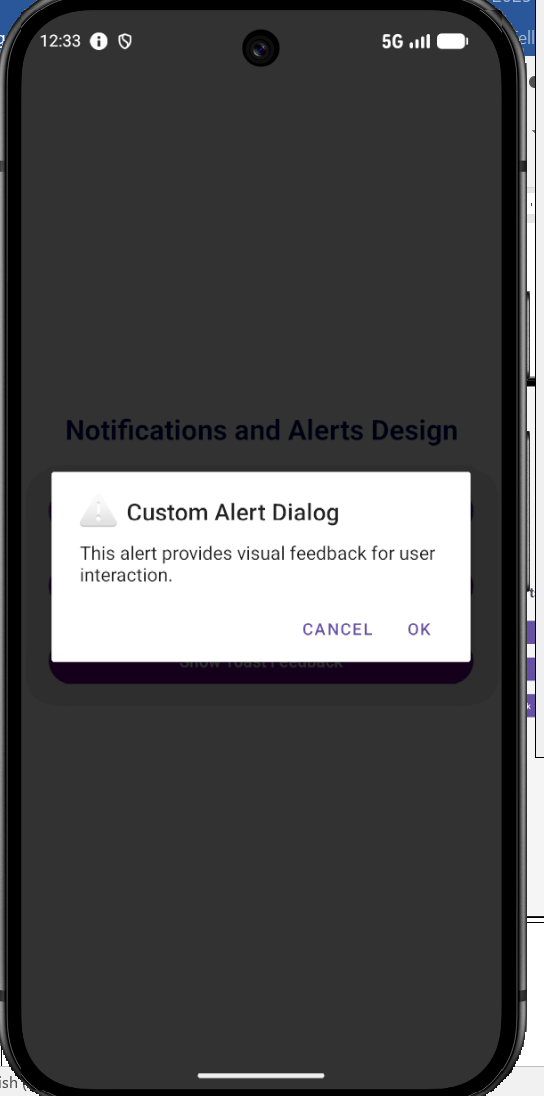 12:33
5G
Notifications and Alerts Design
Custom Alert Dialog
This alert provides visual feedback for user
interaction.
CANCEL OK
Show Toast Feedback